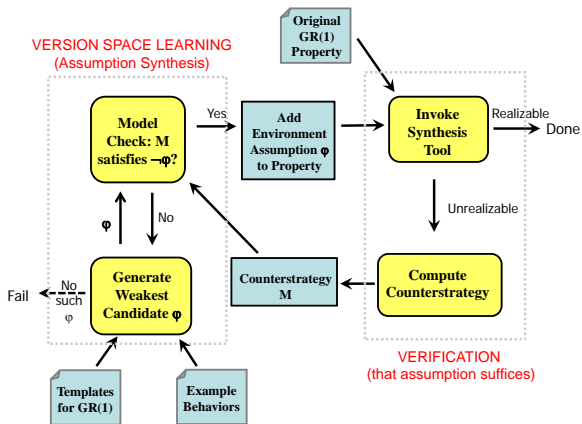 VERSION SPACE LEARNING
(Assumption Synthesis)
Original
GR(1)
Property
Model
Check: M
satisfies ¬φ?
Yes
Add
Environment
Assumption φ
to Property
Invoke
Synthesis
Tool
Realizable
Done
φ
No
Unrealizable
Fail
No
such
φ
Generate
Weakest
Candidate φ
Counterstrategy
M
Compute
Counterstrategy
Templates
for GR(1)
Example
Behaviors
VERIFICATION
(that assumption suffices)